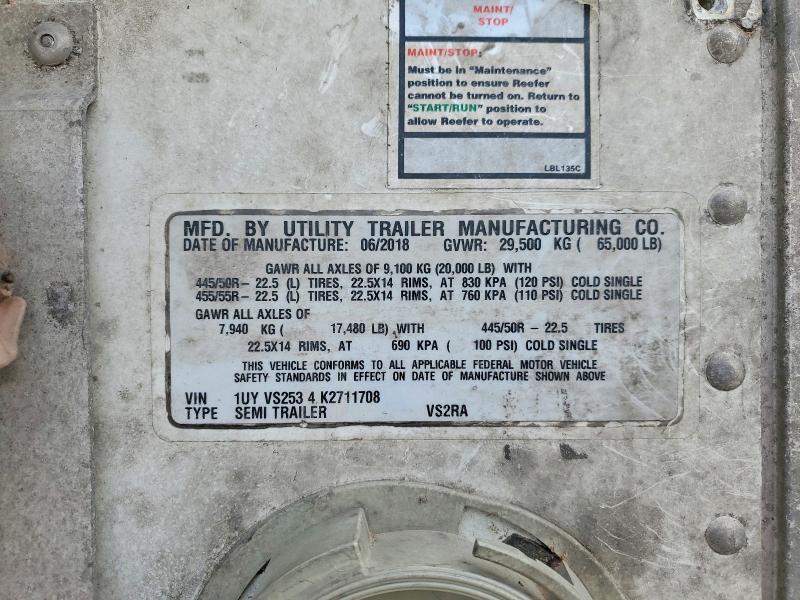 MAINT/
STOP
MAINT/STOP:
Must be in "Maintenance"
position to ensure Reefer
cannot be turned on. Return to
"START/RUN" position to
allow Reefer to operate.
LBL135C
MFD. BY UTILITY TRAILER MANUFACTURING CO.
DATE OF MANUFACTURE: 06/2018 GVWR: 29,500 KG ( 65,000 LB)
GAWR ALL AXLES OF 9,100 KG (20,000 LB) WITH
445/50R- 22.5 (L) TIRES, 22.5X14 RIMS, AT 830 KPA (120 PSI) COLD SINGLE
455/55R- 22.5 (L) TIRES, 22.5X14 RIMS, AT 760 KPA (110 PSI) COLD SINGLE
GAWR ALL AXLES OF
7,940 KG ( 17,480 LB) WITH 445/50R - 22.5 TIRES
22.5X14 RIMS, AT 690 KPA ( 100 PSI) COLD SINGLE
THIS VEHICLE CONFORMS TO ALL APPLICABLE FEDERAL MOTOR VEHICLE
SAFETY STANDARDS IN EFFECT ON DATE OF MANUFACTURE SHOWN ABOVE
VIN 1UY VS253 4 K2711708
TYPE SEMI TRAILER VS2RA